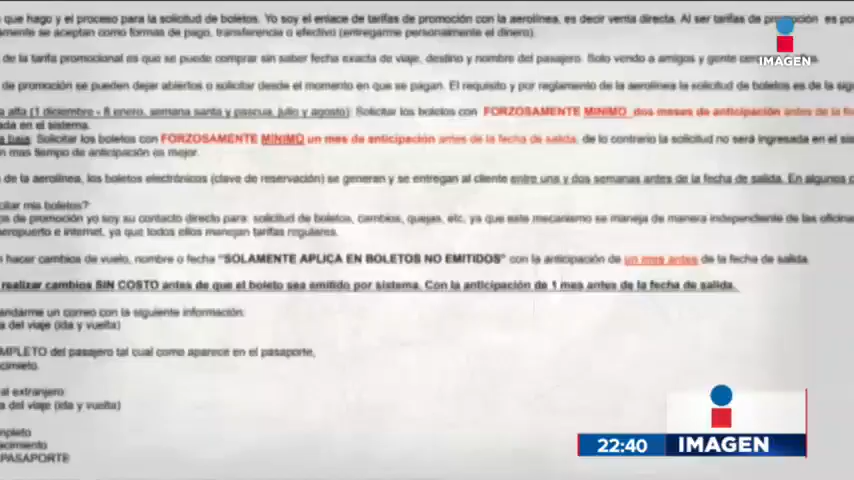 que hago y el proceso para la solicitud de boletos. Yo soy el enlace de tarifas de promoción con la aerolínea, es decir venta directa. Al ser tarifas de promoción es
se aceptan como formas de pago, transferencia o efectivo (entregarme personalmente el dinero).
de la tarifa promocional es que se puede comprar sin saber fecha exacta de viaje, destino y nombre del pasajero. Solo vendo a amigos y gente
de promoción se pueden dejar abiertos o solicitar desde el momento en que se pagan. El requisito y por reglamento de la aerolínea la solicitud de boletos es de la
alta (1 diciembre - 8 enero, semana santa y pascua, julio y agosto): Solicitar los boletos con FORZOSAMENTE MINIMO dos meses de anticipación antes de la
en el sistema.
baja: Solicitar los boletos con FORZOSAMENTE MINIMO un mes de anticipación antes de la fecha de salida, de lo contrario la solicitud no será ingresada en el
mas tiempo de anticipación es mejor.
de la aerolínea, los boletos electrónicos (clave de reservación) se generan y se entregan al cliente entre una y dos semanas antes de la fecha de salida. En algunos
mis boletos?
de promoción yo soy su contacto directo para: solicitud de boletos, cambios, quejas, etc, ya que este mecanismo se maneja de manera independiente de las
aeropuerto e internet, ya que todos ellos manejan tarifas regulares.
hacer cambios de vuelo, nombre o fecha "SOLAMENTE APLICA EN BOLETOS NO EMITIDOS" con la anticipación de un mes antes de la fecha de salida.
realizar cambios SIN COSTO antes de que el boleto sea emitido por sistema. Con la anticipación de 1 mes antes de la fecha de salida.
un correo con la siguiente información:
del viaje (ida y vuelta)
del pasajero tal cual como aparece en el pasaporte,
al extranjero
del viaje (ida y vuelta)
PASAPORTE
IMAGEN
22:40 IMAGEN